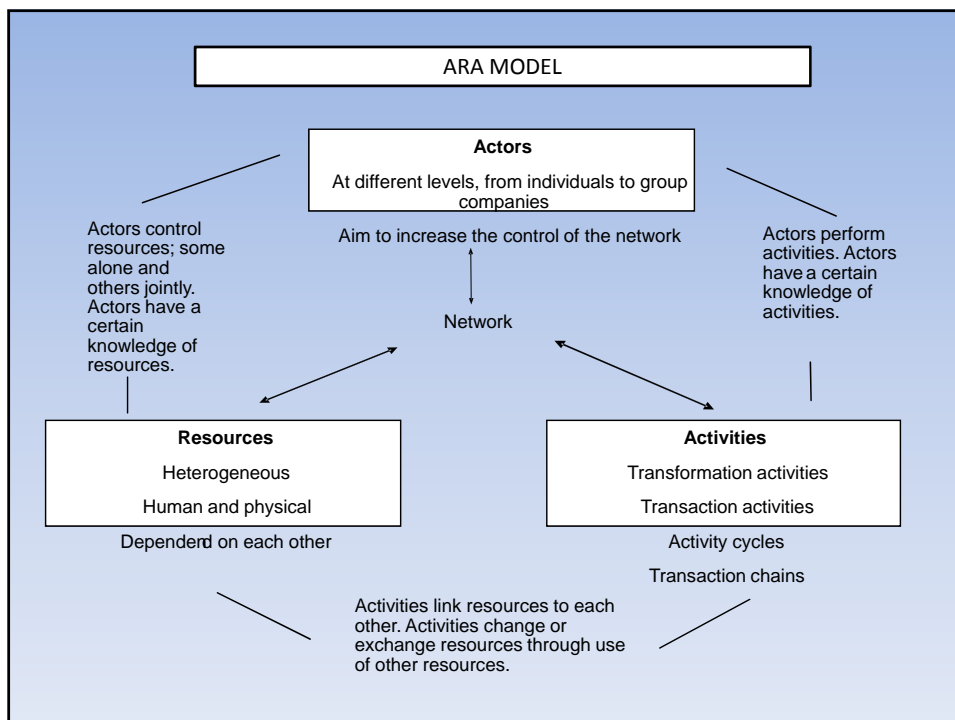 ARA MODEL
Actors
At different levels, from individuals to group
companies
Aim to increase the control of the network
Actors control
resources; some
alone and
others jointly.
Actors have a
certain
knowledge of
resources.
Actors perform
activities. Actors
have a certain
knowledge of
activities.
Network
Resources
Heterogeneous
Human and physical
Dependend on each other
Activities
Transformation activities
Transaction activities
Activity cycles
Transaction chains
Activities link resources to each
other. Activities change or
exchange resources through use
of other resources.